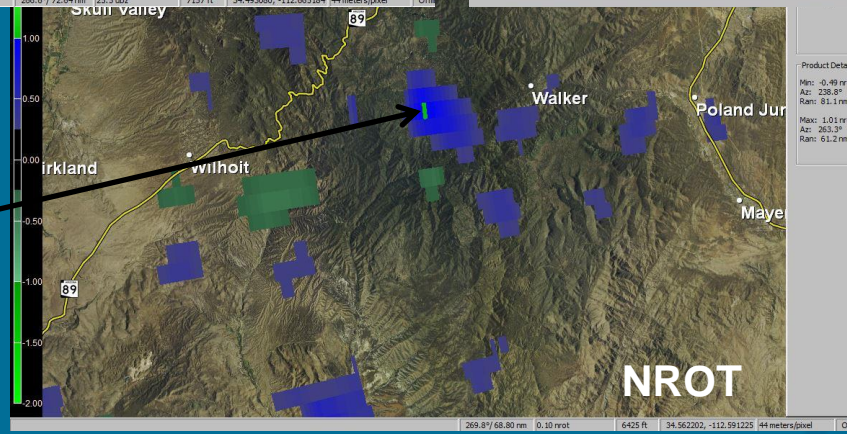 Skull Valley
89
1.00
0.50
0.00
-0.50
-1.00
-1.50
-2.00
Walker
Poland Jun
irkland
Wilhoit
Mayer
89
NROT
Product Deta
Min: -0.49 nr
Az: 238.8°
Ran: 81.1 nm
Max: 1.01 nr
Az: 263.3°
Ran: 61.2 nm
269.8°/ 68.80 nm 0.10 nrot 6425 ft 34.562202, -112.591225 44 meters/pixel